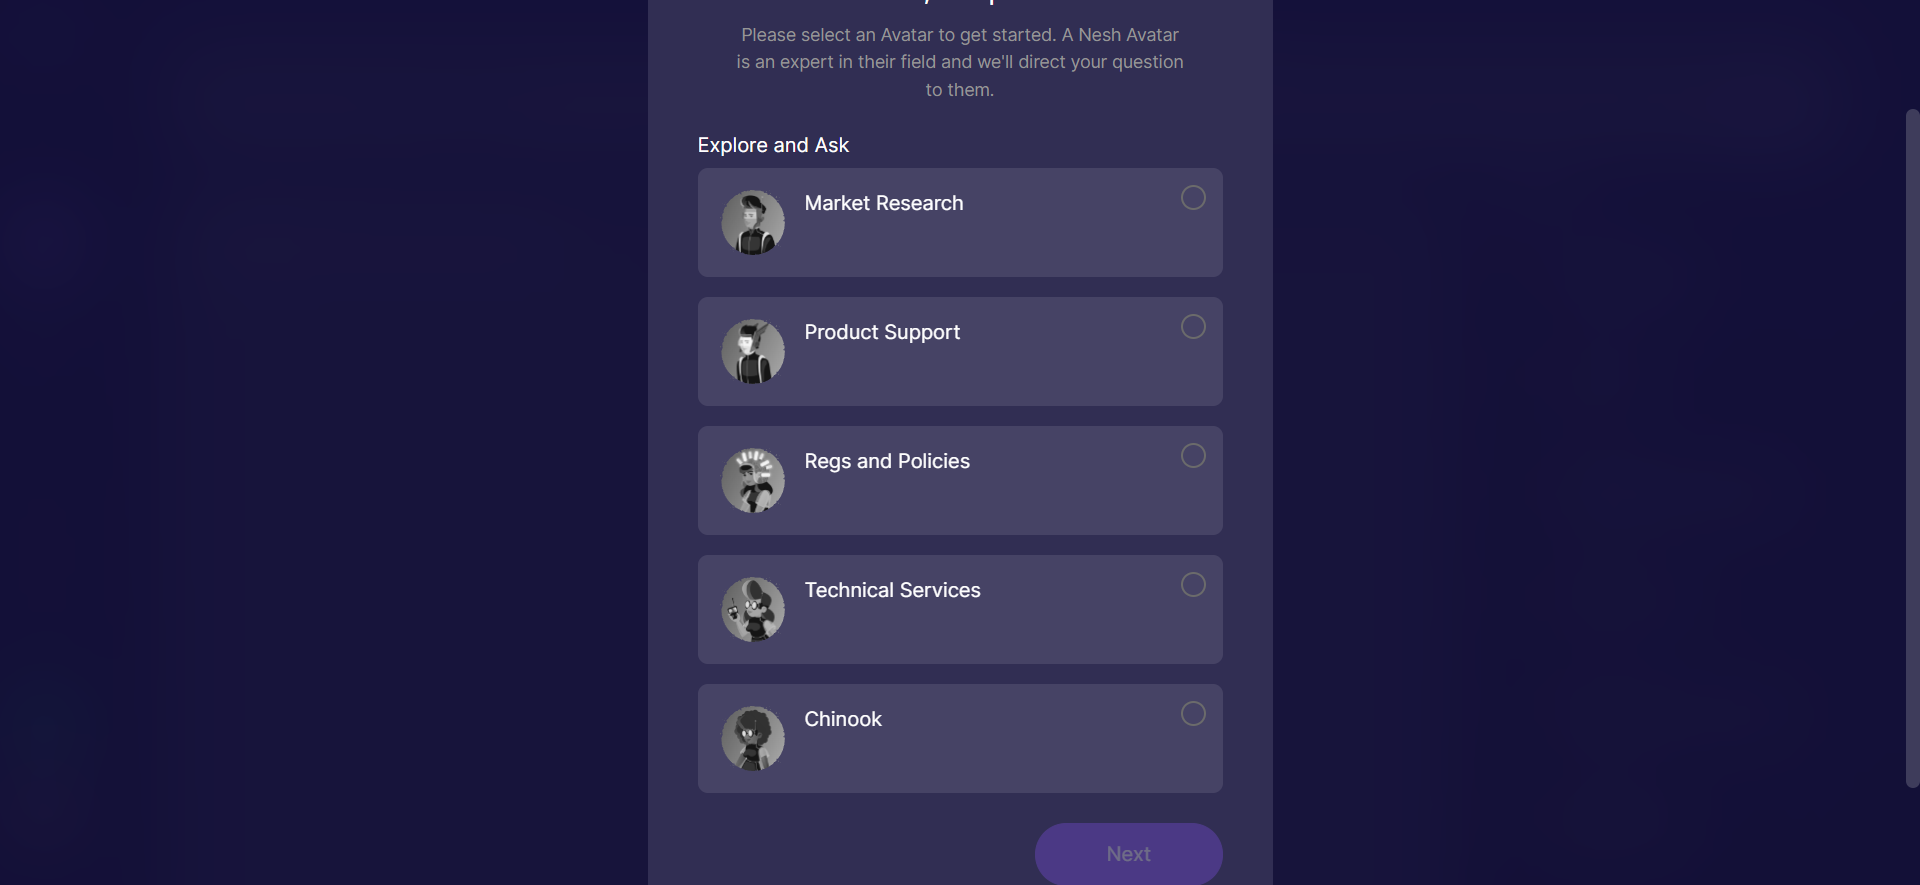 Please select an Avatar to get started. A Nesh Avatar
is an expert in their field and we'll direct your question
to them.
Explore and Ask
Market Research
Product Support
Regs and Policies
Technical Services
Chinook
Next